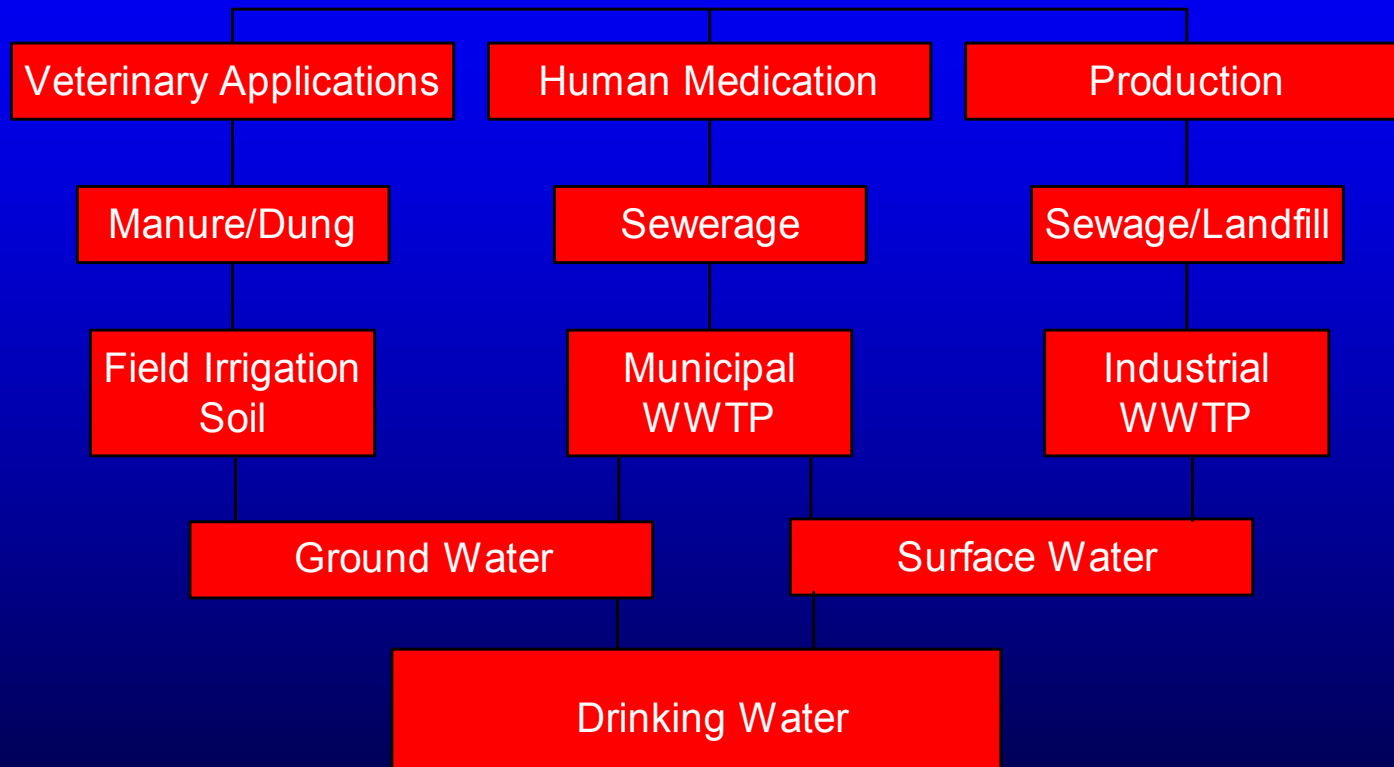 Veterinary Applications
Human Medication
Production
Manure/Dung
Sewerage
Sewage/Landfill
Field Irrigation
Soil
Municipal
WWTP
Industrial
WWTP
Ground Water
Surface Water
Drinking Water